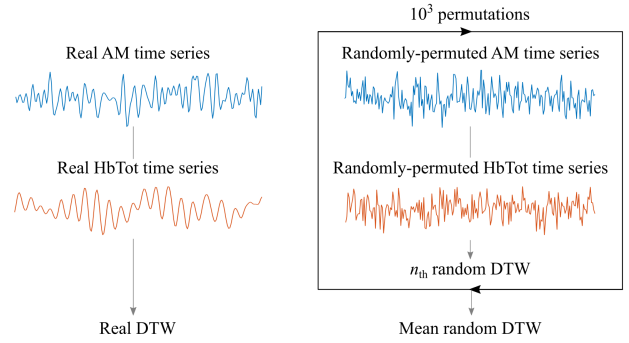 10³ permutations
Real AM time series
Randomly-permuted AM time series
Real HbTot time series
Randomly-permuted HbTot time series
nth random DTW
Real DTW
Mean random DTW